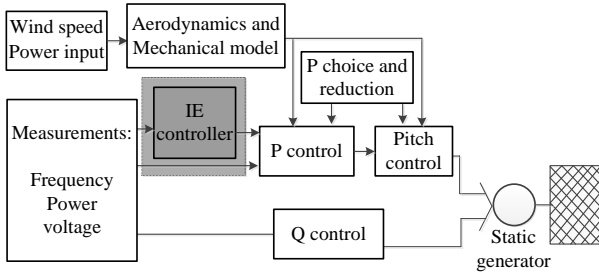 Wind speed
Power input
Aerodynamics and
Mechanical model
P choice and
reduction
Measurements:
Frequency
Power
voltage
IE
controller
P control
Pitch
control
Q control
Static
generator